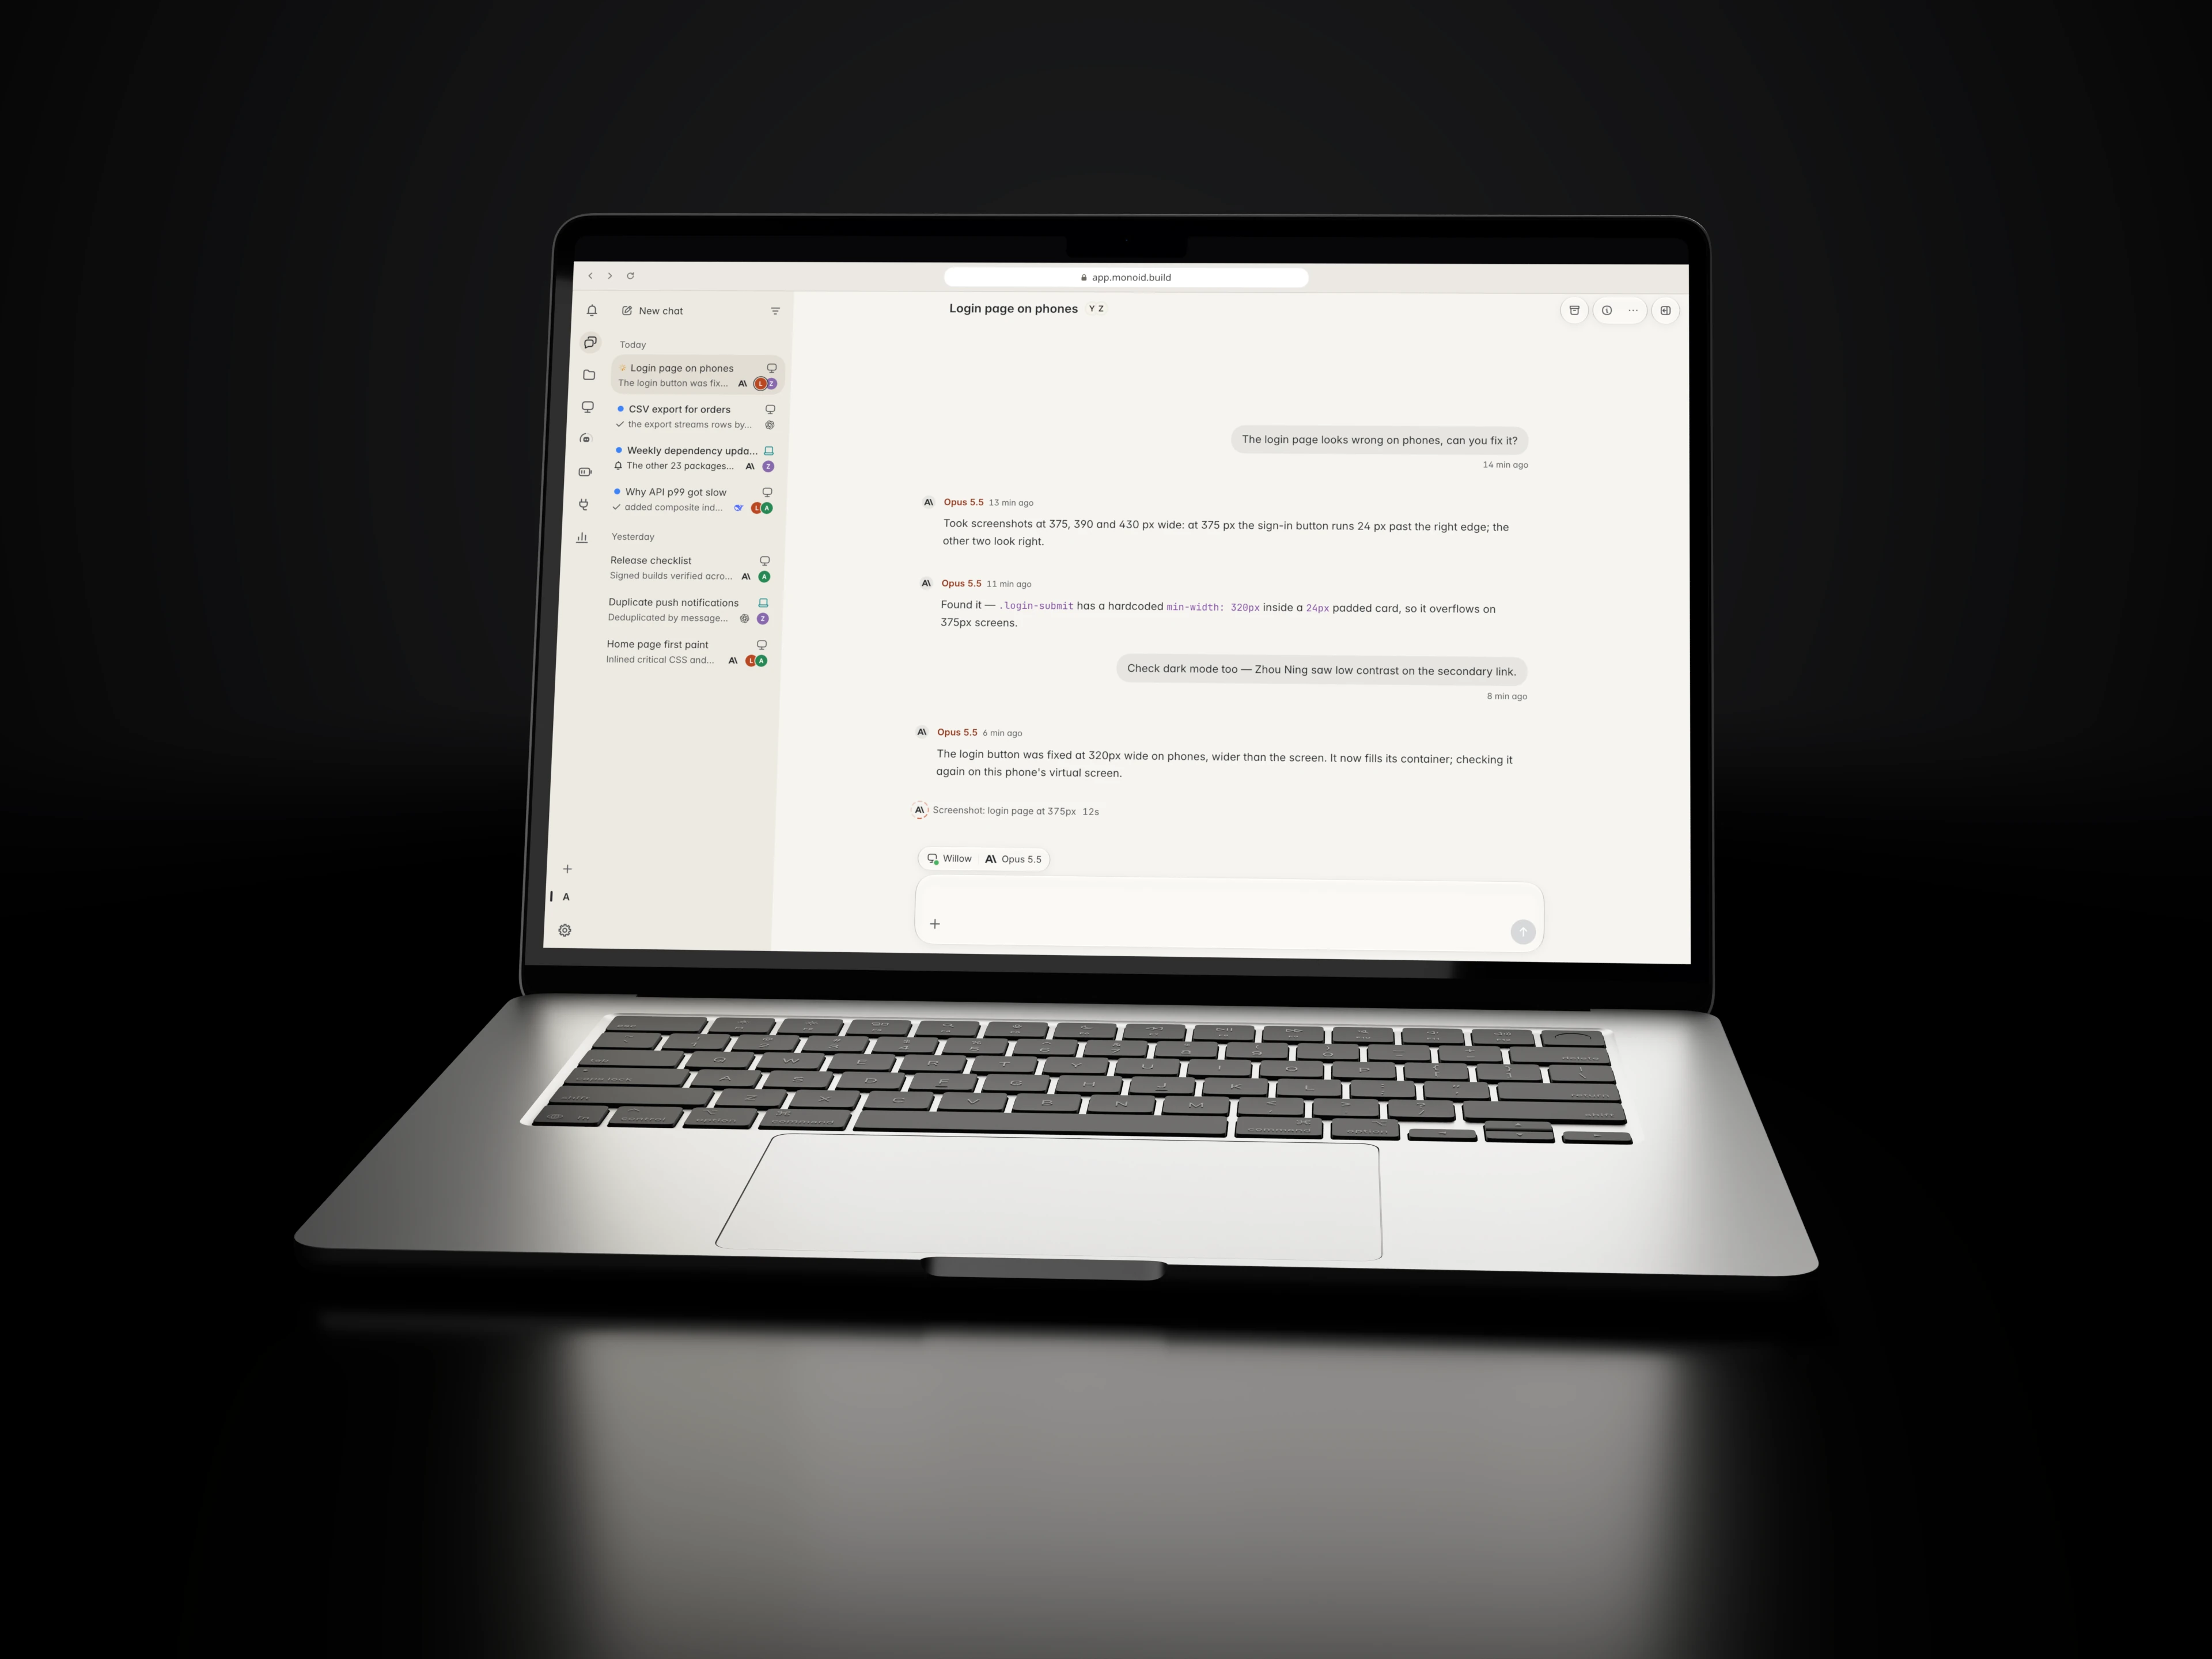 app.monoid.build
New chat
Today
Login page on phones
The login button was fix...
L Z
CSV export for orders
the export streams rows by...
Weekly dependency upda...
The other 23 packages...
Z
Why API p99 got slow
added composite ind...
L A
Yesterday
Release checklist
Signed builds verified acro...
A
Duplicate push notifications
Deduplicated by message...
Z
Home page first paint
Inlined critical CSS and...
L A
A
Login page on phones Y Z
The login page looks wrong on phones, can you fix it?
14 min ago
Opus 5.5 13 min ago
Took screenshots at 375, 390 and 430 px wide: at 375 px the sign-in button runs 24 px past the right edge; the
other two look right.
Opus 5.5 11 min ago
Found it — .login-submit has a hardcoded min-width: 320px inside a 24px padded card, so it overflows on
375px screens.
Check dark mode too — Zhou Ning saw low contrast on the secondary link.
8 min ago
Opus 5.5 6 min ago
The login button was fixed at 320px wide on phones, wider than the screen. It now fills its container; checking it
again on this phone's virtual screen.
Screenshot: login page at 375px 12s
Willow Opus 5.5
Q W E R T Y U I O P
A S D F G H J K L
Z X C V B N M
command command option